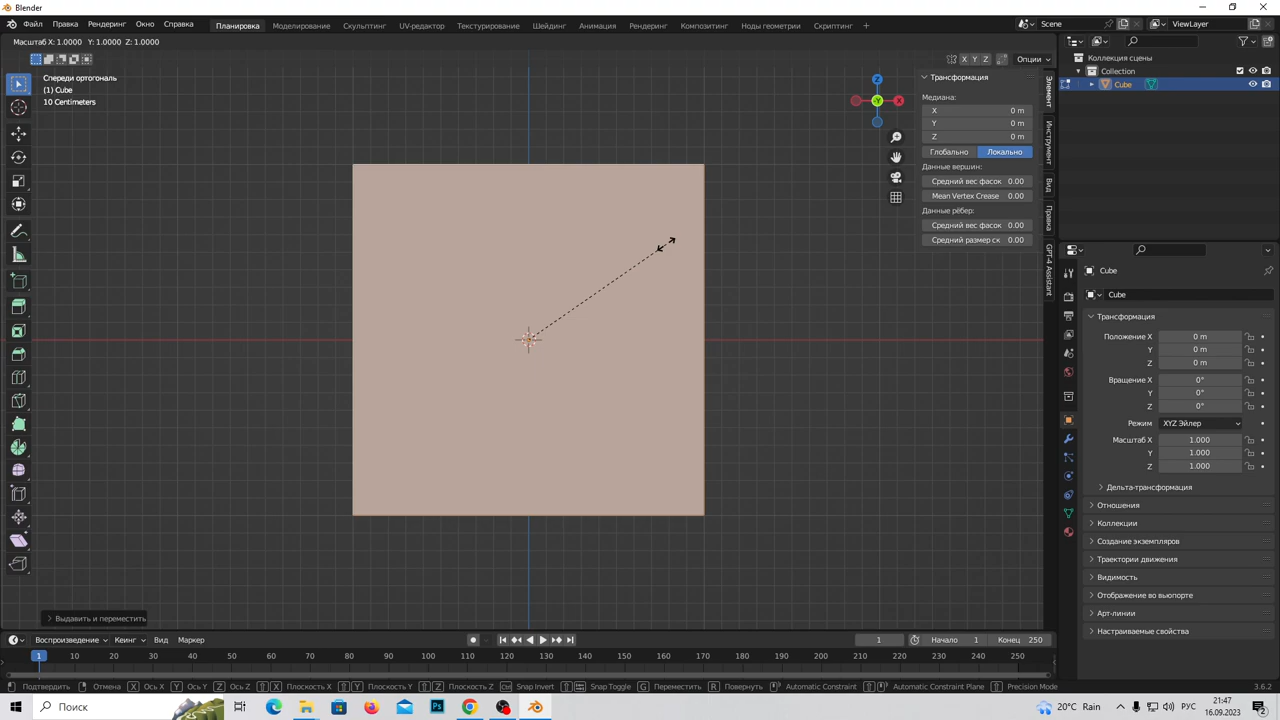 Blender
Файл Правка Рендеринг Окно Справка Планировка Моделирование Скульптинг UV-редактор Текстурирование Шейдинг Анимация Рендеринг Композитинг Ноды геометрии Скриптинг + Scene ViewLayer
Масштаб X: 1.0000 Y: 1.0000 Z: 1.0000
X Y Z Опции
Спереди ортогональ
(1) Cube
10 Centimeters
Z
-Y
X
Трансформация
Медиана:
X 0 m
Y 0 m
Z 0 m
Глобально Локально
Данные вершин:
Средний вес фасок 0.00
Mean Vertex Crease 0.00
Данные рёбер:
Средний вес фасок 0.00
Средний размер ск 0.00
Элемент
Инструмент
Вид
Правка
GPT-4 Assistant
Коллекция сцены
Collection
Cube
Cube
Cube
Трансформация
Положение X 0 m
Y 0 m
Z 0 m
Вращение X 0°
Y 0°
Z 0°
Режим XYZ Эйлер
Масштаб X 1.000
Y 1.000
Z 1.000
Дельта-трансформация
Отношения
Коллекции
Создание экземпляров
Траектории движения
Видимость
Отображение во вьюпорте
Арт-линии
Настраиваемые свойства
Выдавить и переместить
Воспроизведение Кеинг Вид Маркер 1 Начало 1 Конец 250
1 10 20 30 40 50 60 70 80 90 100 110 120 130 140 150 160 170 180 190 200 210 220 230 240 250
Подтвердить Отмена X Ось X Y Ось Y Z Ось Z X Плоскость X Y Плоскость Y Z Плоскость Z Snap Invert Snap Toggle G Переместить R Повернуть Automatic Constraint Automatic Constraint Plane Precision Mode 3.6.2
Поиск Ps 20°C Rain РУС 21:47
16.09.2023 2